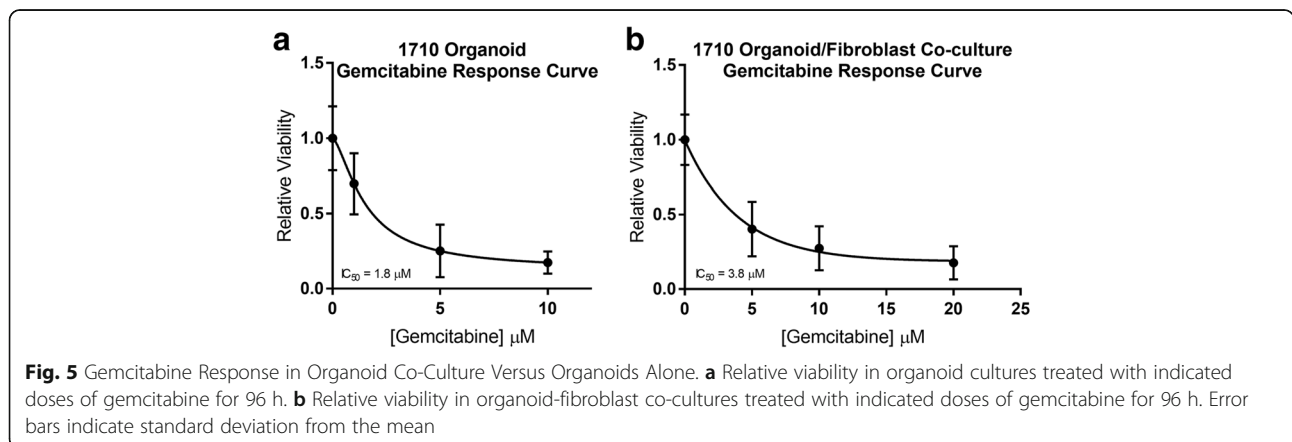 a
1710 Organoid
Gemcitabine Response Curve
1.5
1.0
0.5
0.0
Relative Viability
IC50 = 1.8 μM
0 5 10
[Gemcitabine] μM
b
1710 Organoid/Fibroblast Co-culture
Gemcitabine Response Curve
1.5
1.0
0.5
0.0
Relative Viability
IC50 = 3.8 μM
0 5 10 15 20 25
[Gemcitabine] μM
Fig. 5 Gemcitabine Response in Organoid Co-Culture Versus Organoids Alone. a Relative viability in organoid cultures treated with indicated
doses of gemcitabine for 96 h. b Relative viability in organoid-fibroblast co-cultures treated with indicated doses of gemcitabine for 96 h. Error
bars indicate standard deviation from the mean